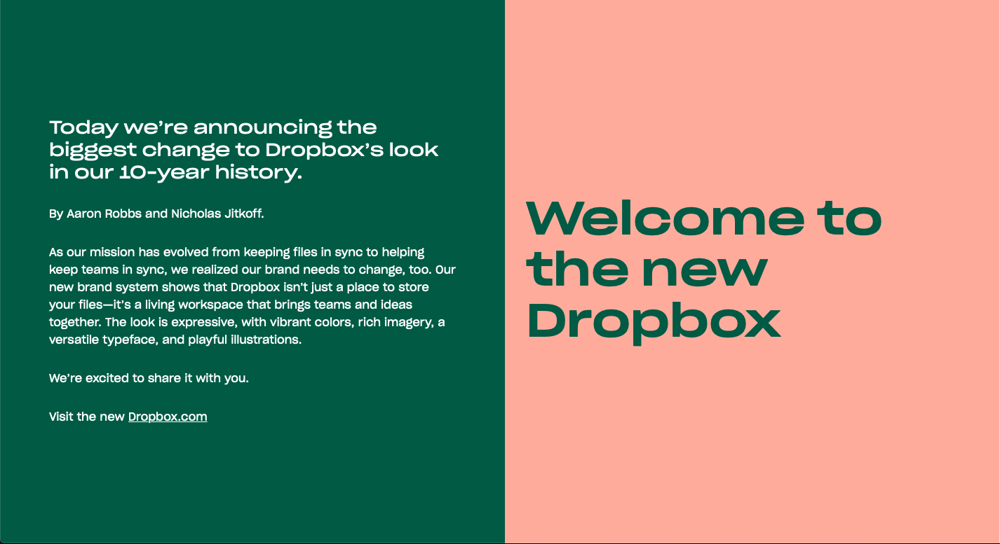 Today we’re announcing the
biggest change to Dropbox’s look
in our 10-year history.
By Aaron Robbs and Nicholas Jitkoff.
As our mission has evolved from keeping files in sync to helping
keep teams in sync, we realized our brand needs to change, too. Our
new brand system shows that Dropbox isn’t just a place to store
your files—it’s a living workspace that brings teams and ideas
together. The look is expressive, with vibrant colors, rich imagery, a
versatile typeface, and playful illustrations.
We’re excited to share it with you.
Visit the new Dropbox.com
Welcome to
the new
Dropbox